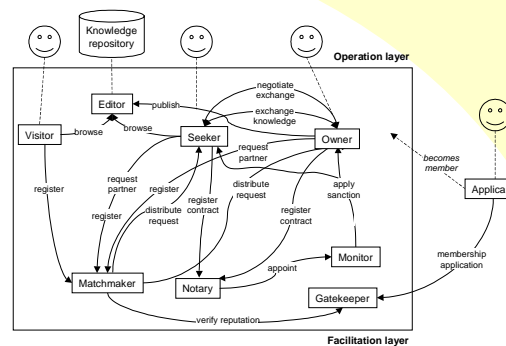 Knowledge
repository
Operation layer
negotiate
exchange
Editor
publish
exchange
knowledge
Visitor
browse
browse
Seeker
Owner
request
partner
becomes
member
Applica
register
request
partner
register
distribute
request
apply
sanction
register
distribute
request
register
contract
register
contract
membership
application
Monitor
appoint
Matchmaker
Notary
Gatekeeper
verify reputation
Facilitation layer